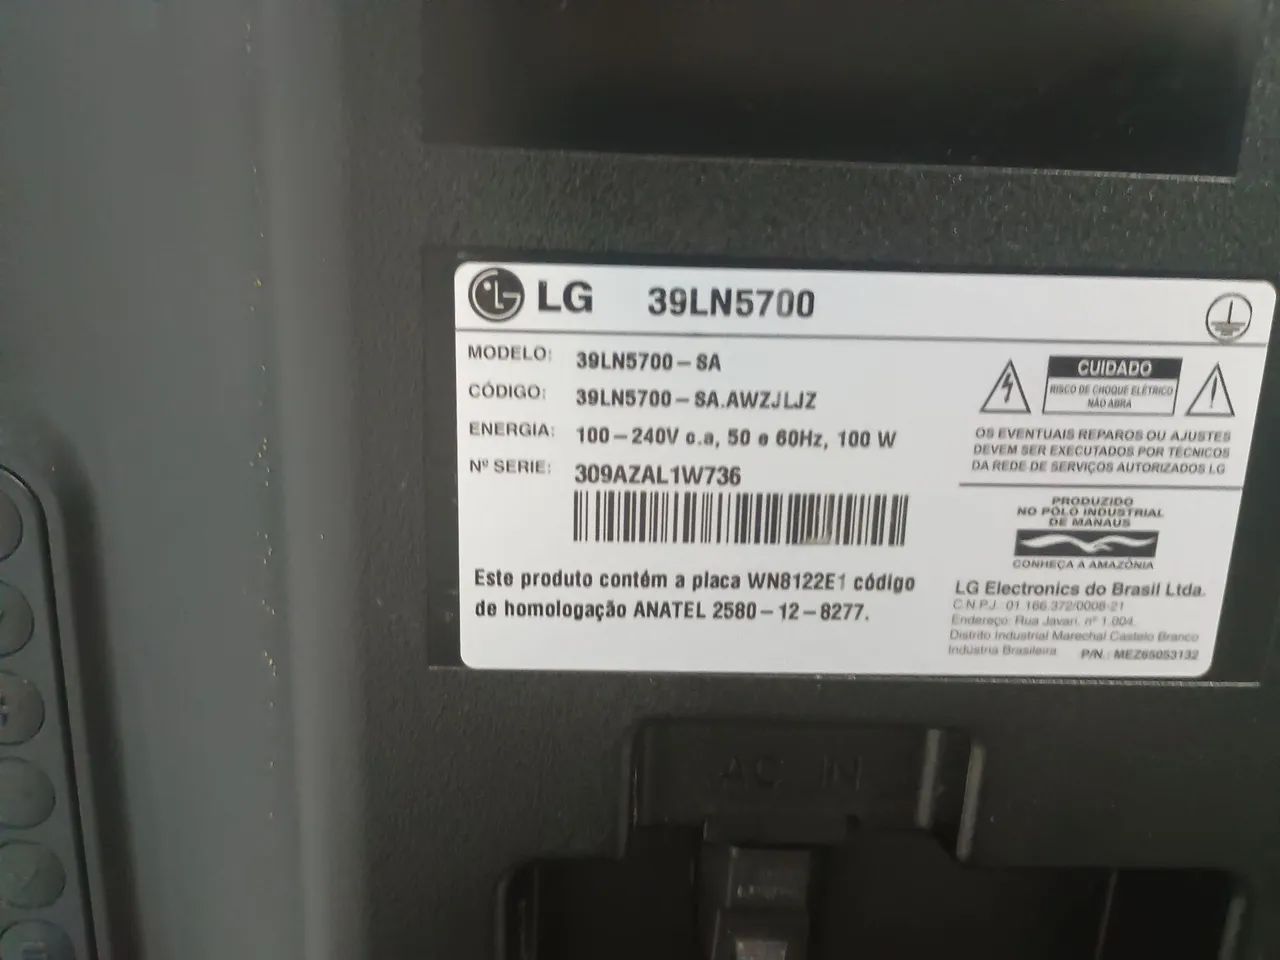 LG 39LN5700
MODELO: 39LN5700-SA
CÓDIGO: 39LN5700-SA.AWZJLJZ
ENERGIA: 100-240V c.a, 50 e 60Hz, 100 W
Nº SERIE: 309AZAL1W736
Este produto contém a placa WN8122E1 código
de homologação ANATEL 2580-12-8277.
CUIDADO
RISCO DE CHOQUE ELÉTRICO
NÃO ABRA
OS EVENTUAIS REPAROS OU AJUSTES
DEVEM SER EXECUTADOS POR TÉCNICOS
DA REDE DE SERVIÇOS AUTORIZADOS LG
PRODUZIDO
NO PÓLO INDUSTRIAL
DE MANAUS
CONHEÇA A AMAZÔNIA
LG Electronics do Brasil Ltda.
C.N.P.J.: 01.166.372/0008-21
Endereço: Rua Javari, nº 1.004.
Distrito Industrial Marechal Castelo Branco
Indústria Brasileira P/N.: MEZ65053132
AC IN